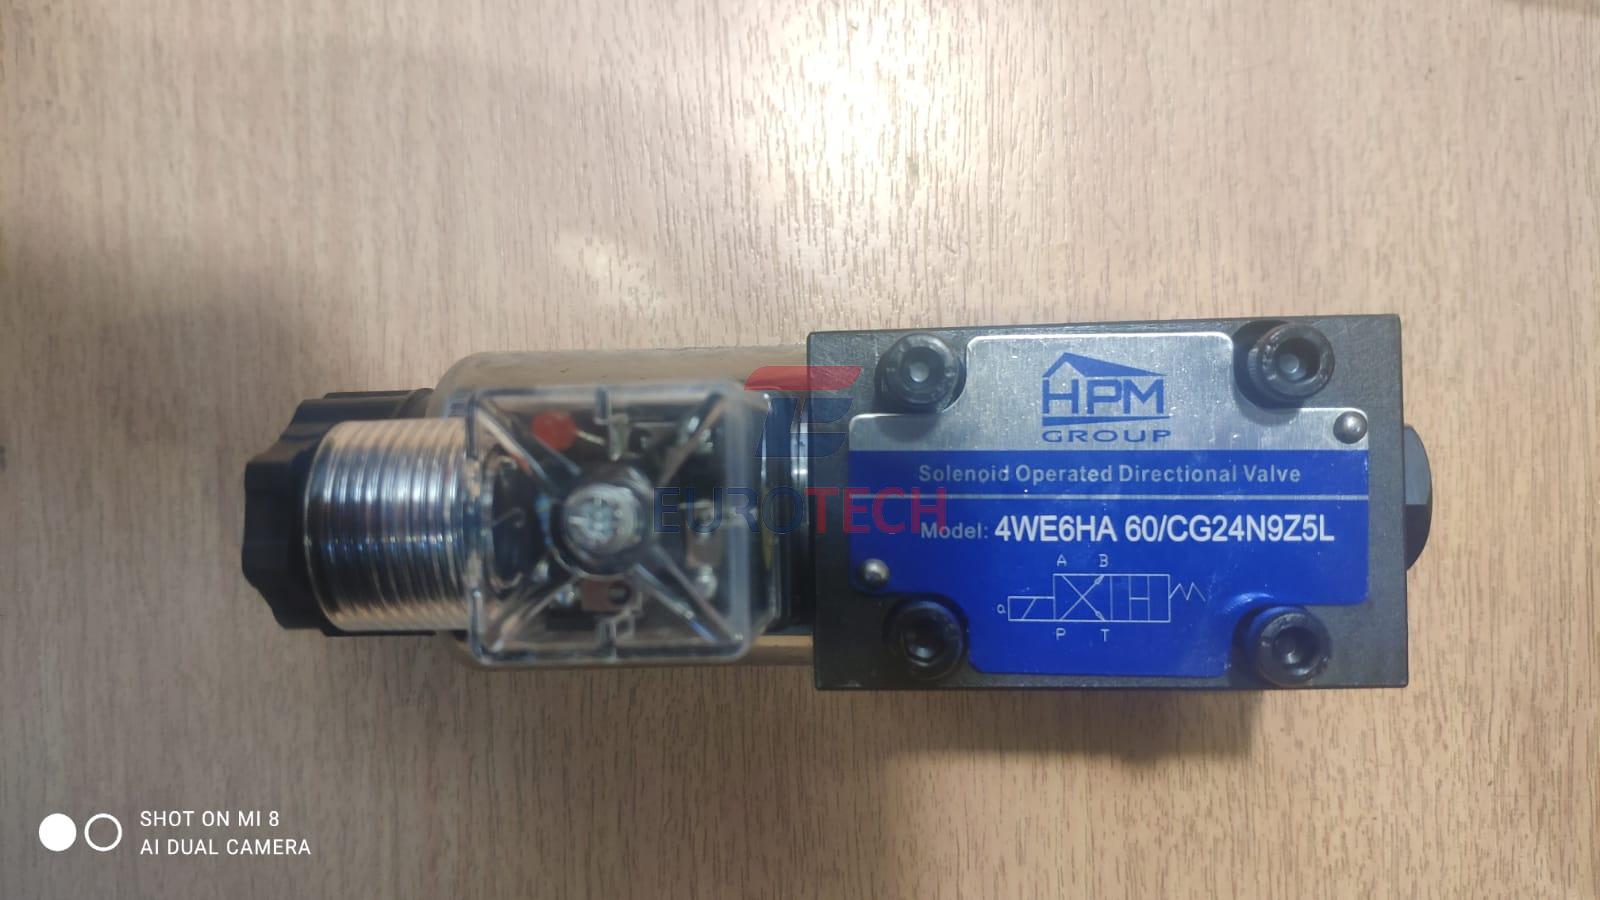 HPM
GROUP
Solenoid Operated Directional Valve
Model: 4WE6HA 60/CG24N9Z5L
A B
a
P T
EUROTECH
SHOT ON MI 8
AI DUAL CAMERA